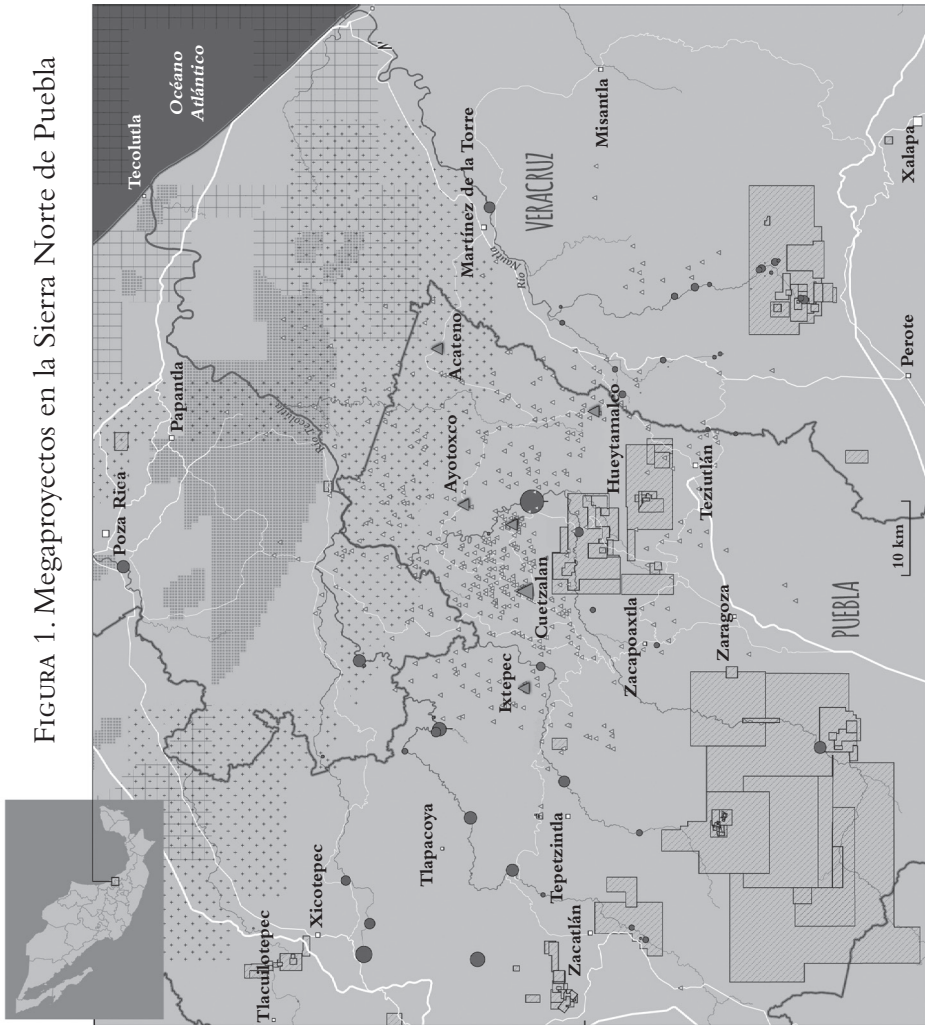 FIGURA 1. Megaproyectos en la Sierra Norte de Puebla
Océano
Atlántico
Tecolutla
Poza Rica
Papantla
Río Tecolutla
Martínez de la Torre
Río Nautla
VERACRUZ
Misantla
Xalapa
Perote
Acateno
Ayotoxco
Hueytamalco
Cuetzalan
Teziutlán
Ixtepec
Zacapoaxtla
Zaragoza
PUEBLA
10 km
Xicotepec
Tlacuilotepec
Tlapacoya
Tepetzintla
Zacatlán
N